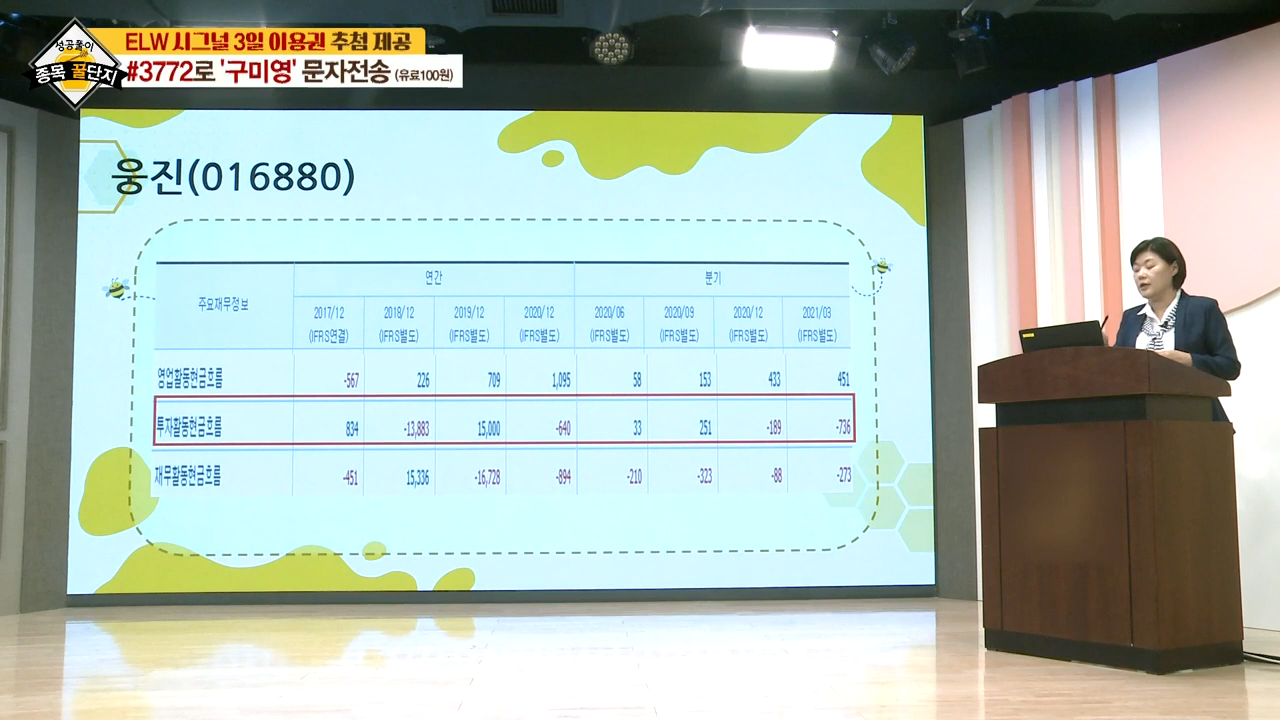 성공풀이
종목 꿀단지
ELW 시그널 3일 이용권 추첨 제공
#3772로 '구미영' 문자전송 (유료100원)
웅진(016880)
주요재무정보 연간 분기
2017/12 2018/12 2019/12 2020/12 2020/06 2020/09 2020/12 2021/03
(IFRS연결) (IFRS별도) (IFRS별도) (IFRS별도) (IFRS별도) (IFRS별도) (IFRS별도) (IFRS별도)
영업활동현금흐름 -567 226 709 1,095 58 153 433 451
투자활동현금흐름 834 -13,883 15,000 -640 33 251 -189 -736
재무활동현금흐름 -451 15,336 -16,728 -894 -210 -323 -88 -273